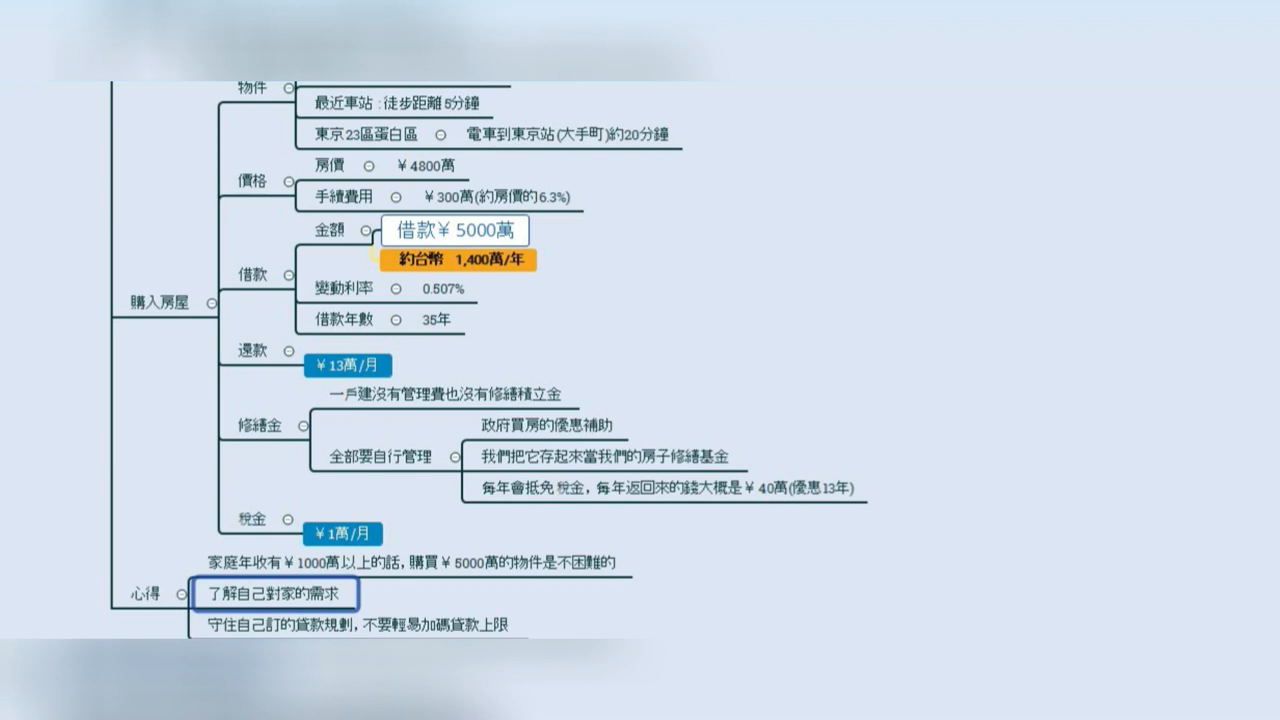 物件
最近車站 : 徒步距離5分鐘
東京23區蛋白區 電車到東京站(大手町)約20分鐘
價格
房價 ¥ 4800萬
手續費用 ¥ 300萬(約房價的6.3%)
借款
金額 借款¥ 5000萬
約台幣 1,400萬/年
變動利率 0.507%
借款年數 35年
購入房屋
還款
¥ 13萬/月
修繕金
一戶建沒有管理費也沒有修繕積立金
全部要自行管理
政府買房的優惠補助
我們把它存起來當我們的房子修繕基金
每年會抵免 稅金, 每年返回來的錢大概是¥ 40萬(優惠13年)
稅金
¥ 1萬/月
心得
家庭年收有¥ 1000萬以上的話, 購買¥ 5000萬的物件是不困難的
了解自己對家的需求
守住自己訂的貸款規劃, 不要輕易加碼貸款上限